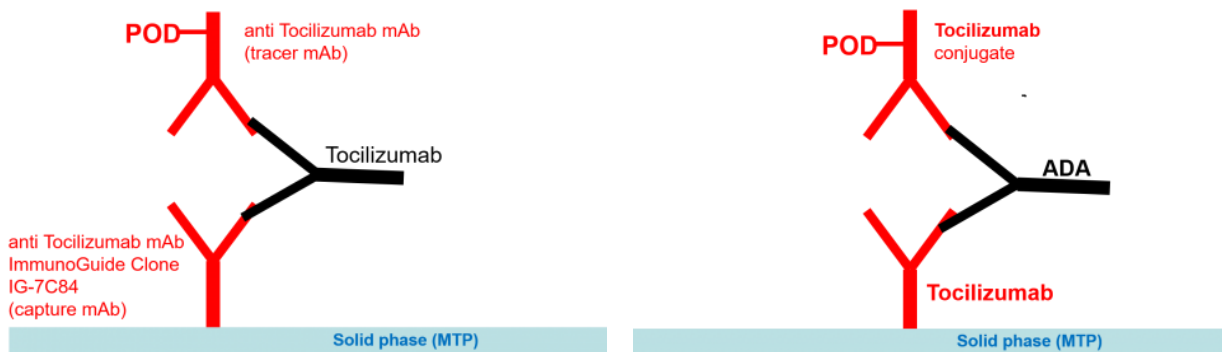 POD
anti Tocilizumab mAb
(tracer mAb)
Tocilizumab
anti Tocilizumab mAb
ImmunoGuide Clone
IG-7C84
(capture mAb)
Solid phase (MTP)
POD
Tocilizumab
conjugate
ADA
Tocilizumab
Solid phase (MTP)